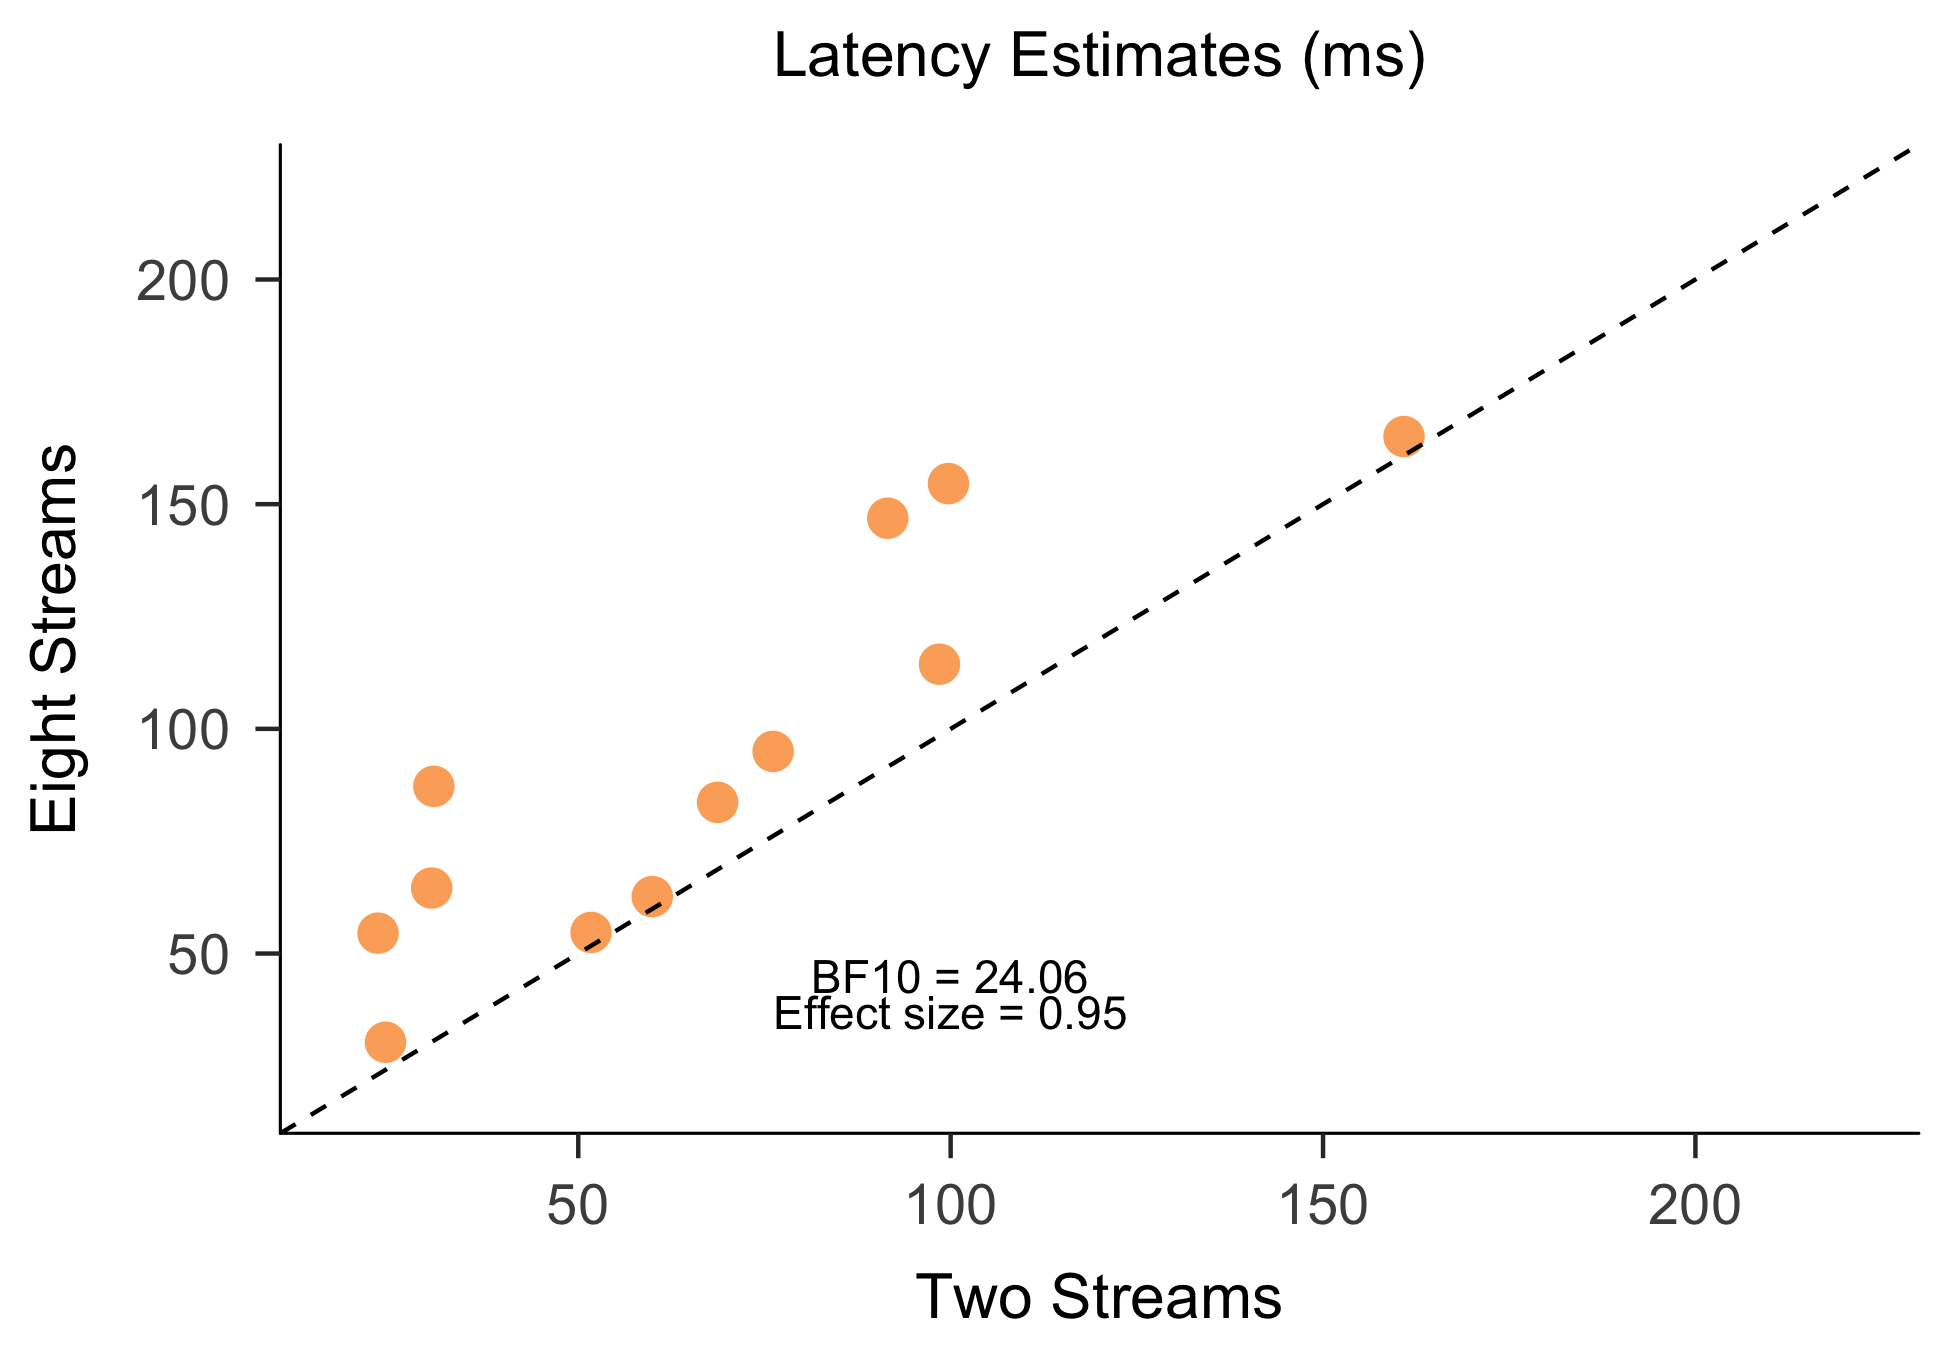 Latency Estimates (ms)
Eight Streams
200
150
100
50
BF10 = 24.06
Effect size = 0.95
50
100
150
200
Two Streams